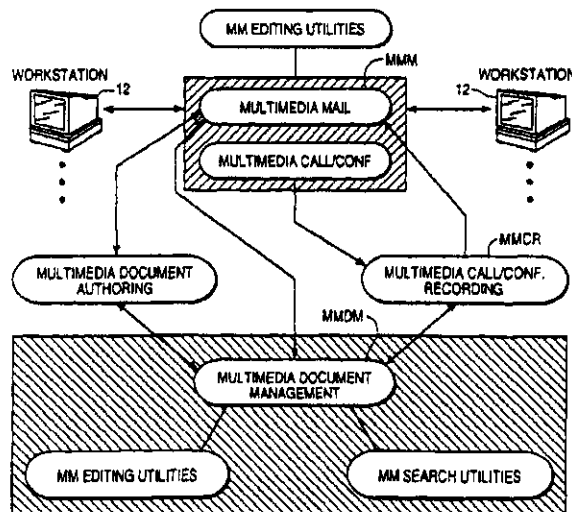 MM EDITING UTILITIES
MMM
WORKSTATION
12
MULTIMEDIA MAIL
12
WORKSTATION
MULTIMEDIA CALL/CONF
MMCR
MULTIMEDIA DOCUMENT
AUTHORING
MULTIMEDIA CALL/CONF.
RECORDING
MMDM
MULTIMEDIA DOCUMENT
MANAGEMENT
MM EDITING UTILITIES
MM SEARCH UTILITIES